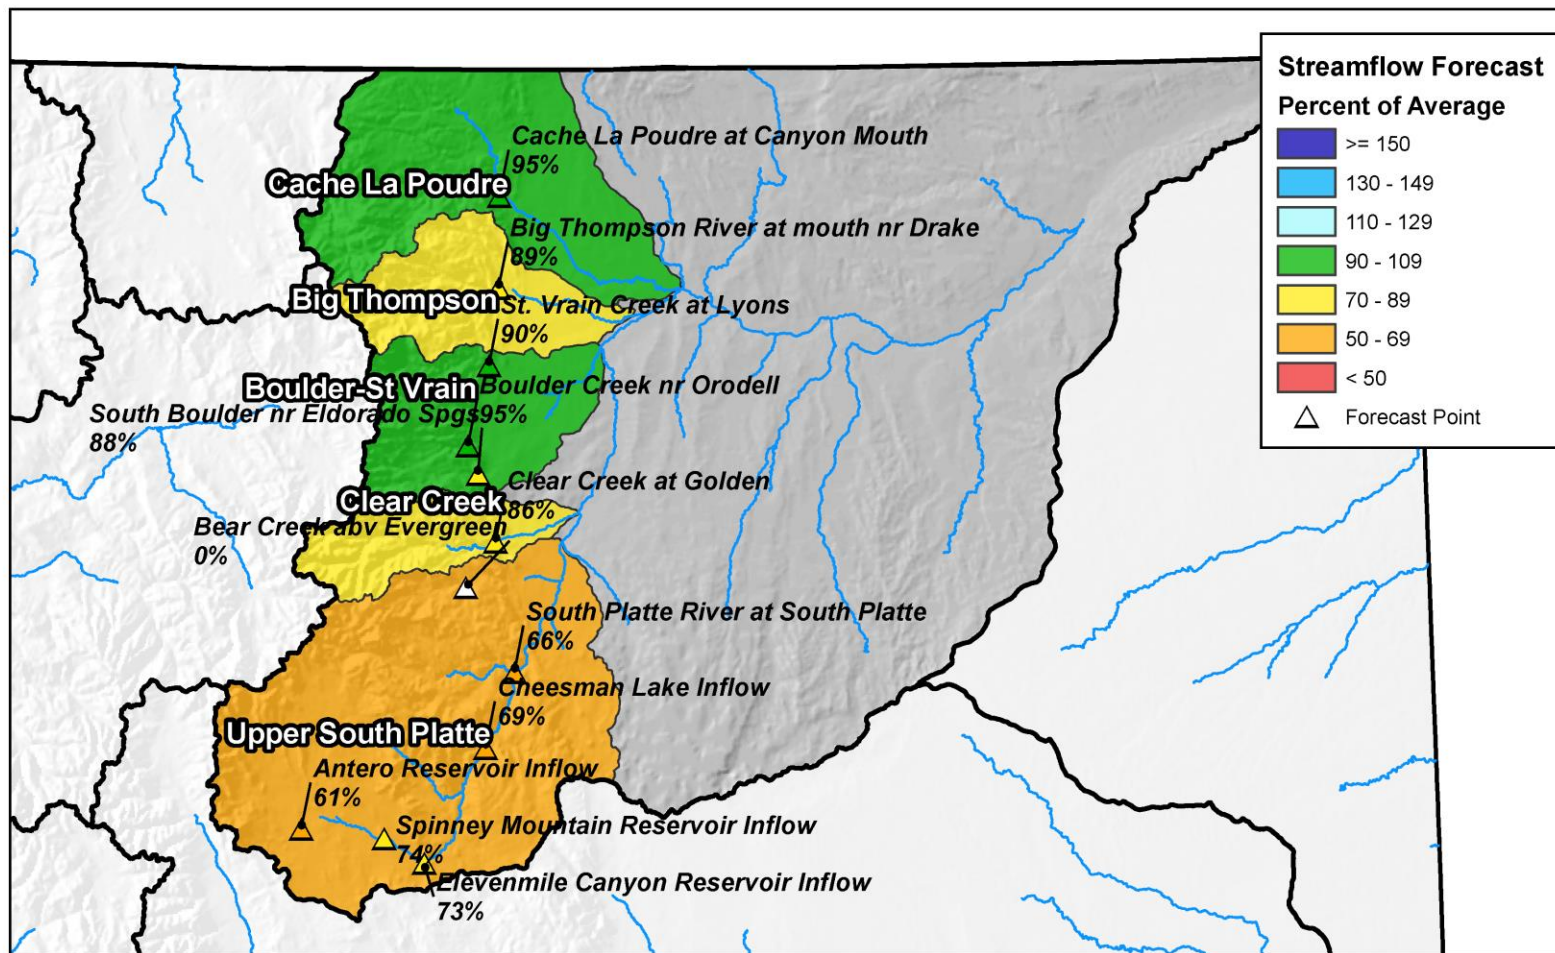 Streamflow Forecast
Percent of Average
>= 150
130 - 149
110 - 129
90 - 109
70 - 89
50 - 69
< 50
Forecast Point
Cache La Poudre at Canyon Mouth
95%
Cache La Poudre
Big Thompson River at mouth nr Drake
89%
Big Thompson
St. Vrain Creek at Lyons
90%
Boulder-St Vrain
Boulder Creek nr Orodell
95%
South Boulder nr Eldorado Spgs
88%
Clear Creek at Golden
86%
Clear Creek
Bear Creek abv Evergreen
0%
South Platte River at South Platte
66%
Cheesman Lake Inflow
69%
Upper South Platte
Antero Reservoir Inflow
61%
Spinney Mountain Reservoir Inflow
74%
Elevenmile Canyon Reservoir Inflow
73%